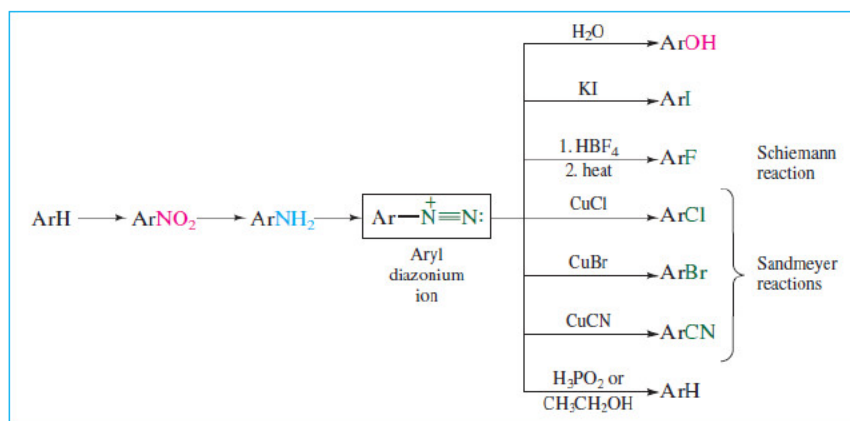 H₂O
ArOH
KI
ArI
1. HBF₄
2. heat
ArF
Schiemann
reaction
ArH ArNO₂ ArNH₂ Ar—N⁺≡N:
CuCl
ArCl
Aryl
diazonium
ion
CuBr
ArBr
Sandmeyer
reactions
CuCN
ArCN
H₃PO₂ or
CH₃CH₂OH
ArH